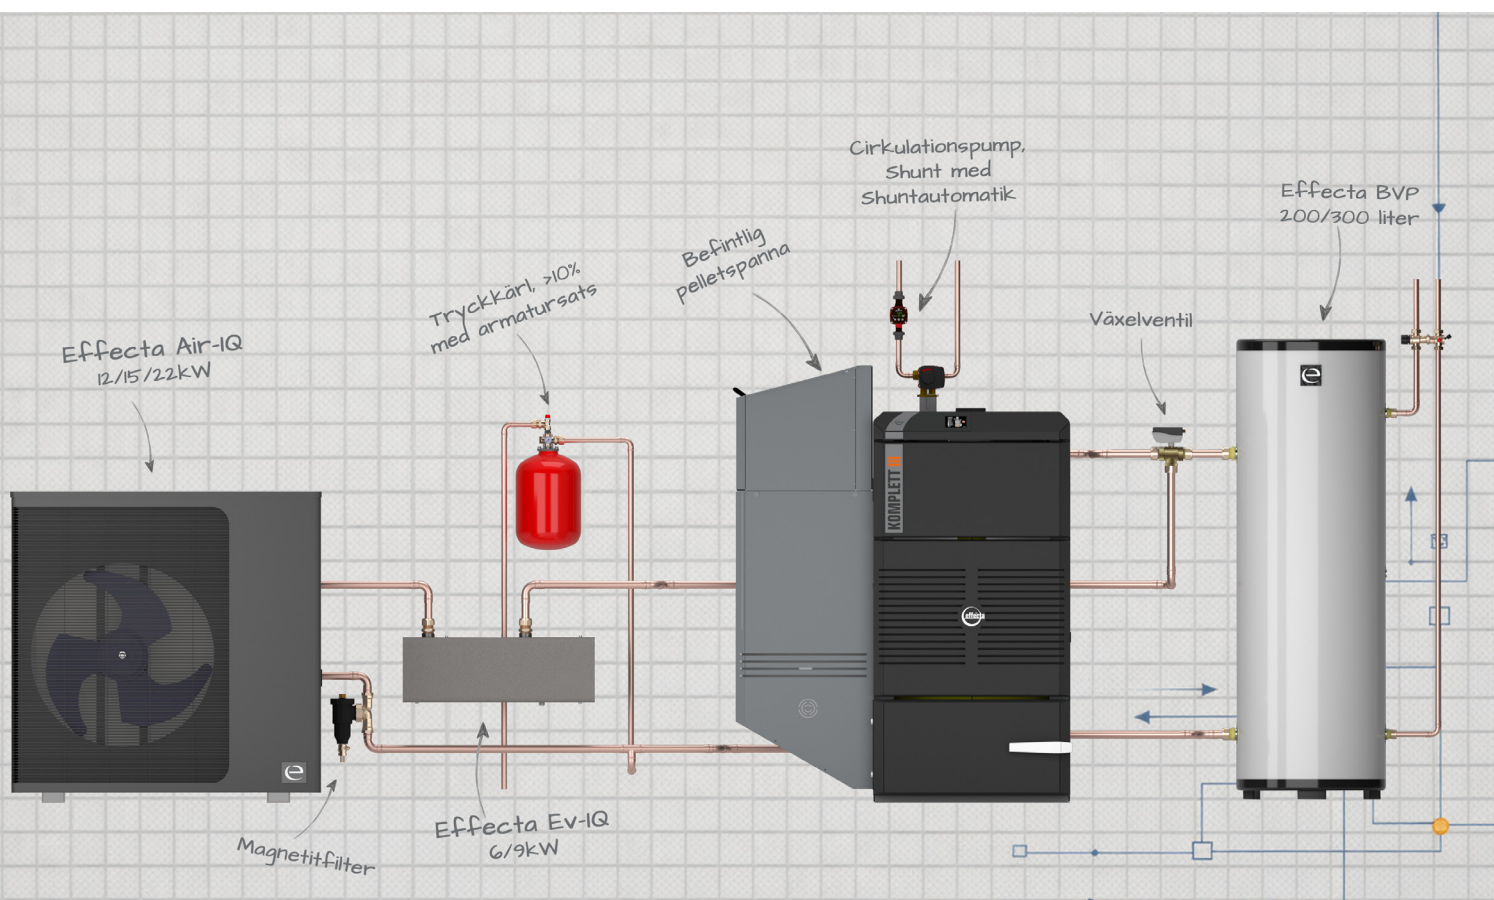 Cirkulationspump,
Shunt med
Shuntautomatik
Effecta BVP
200/300 liter
Befintlig
pelletspanna
Tryckkärl, >10%
med armatursats
Växelventil
Effecta Air-IQ
12/15/22kW
KOMPLETT
effecta
e
e
Effecta Ev-IQ
6/9kW
Magnetitfilter